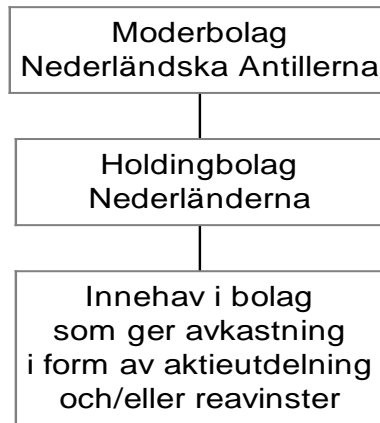 Moderbolag
Nederländska Antillerna
Holdingbolag
Nederländerna
Innehav i bolag
som ger avkastning
i form av aktieutdelning
och/eller reavinster